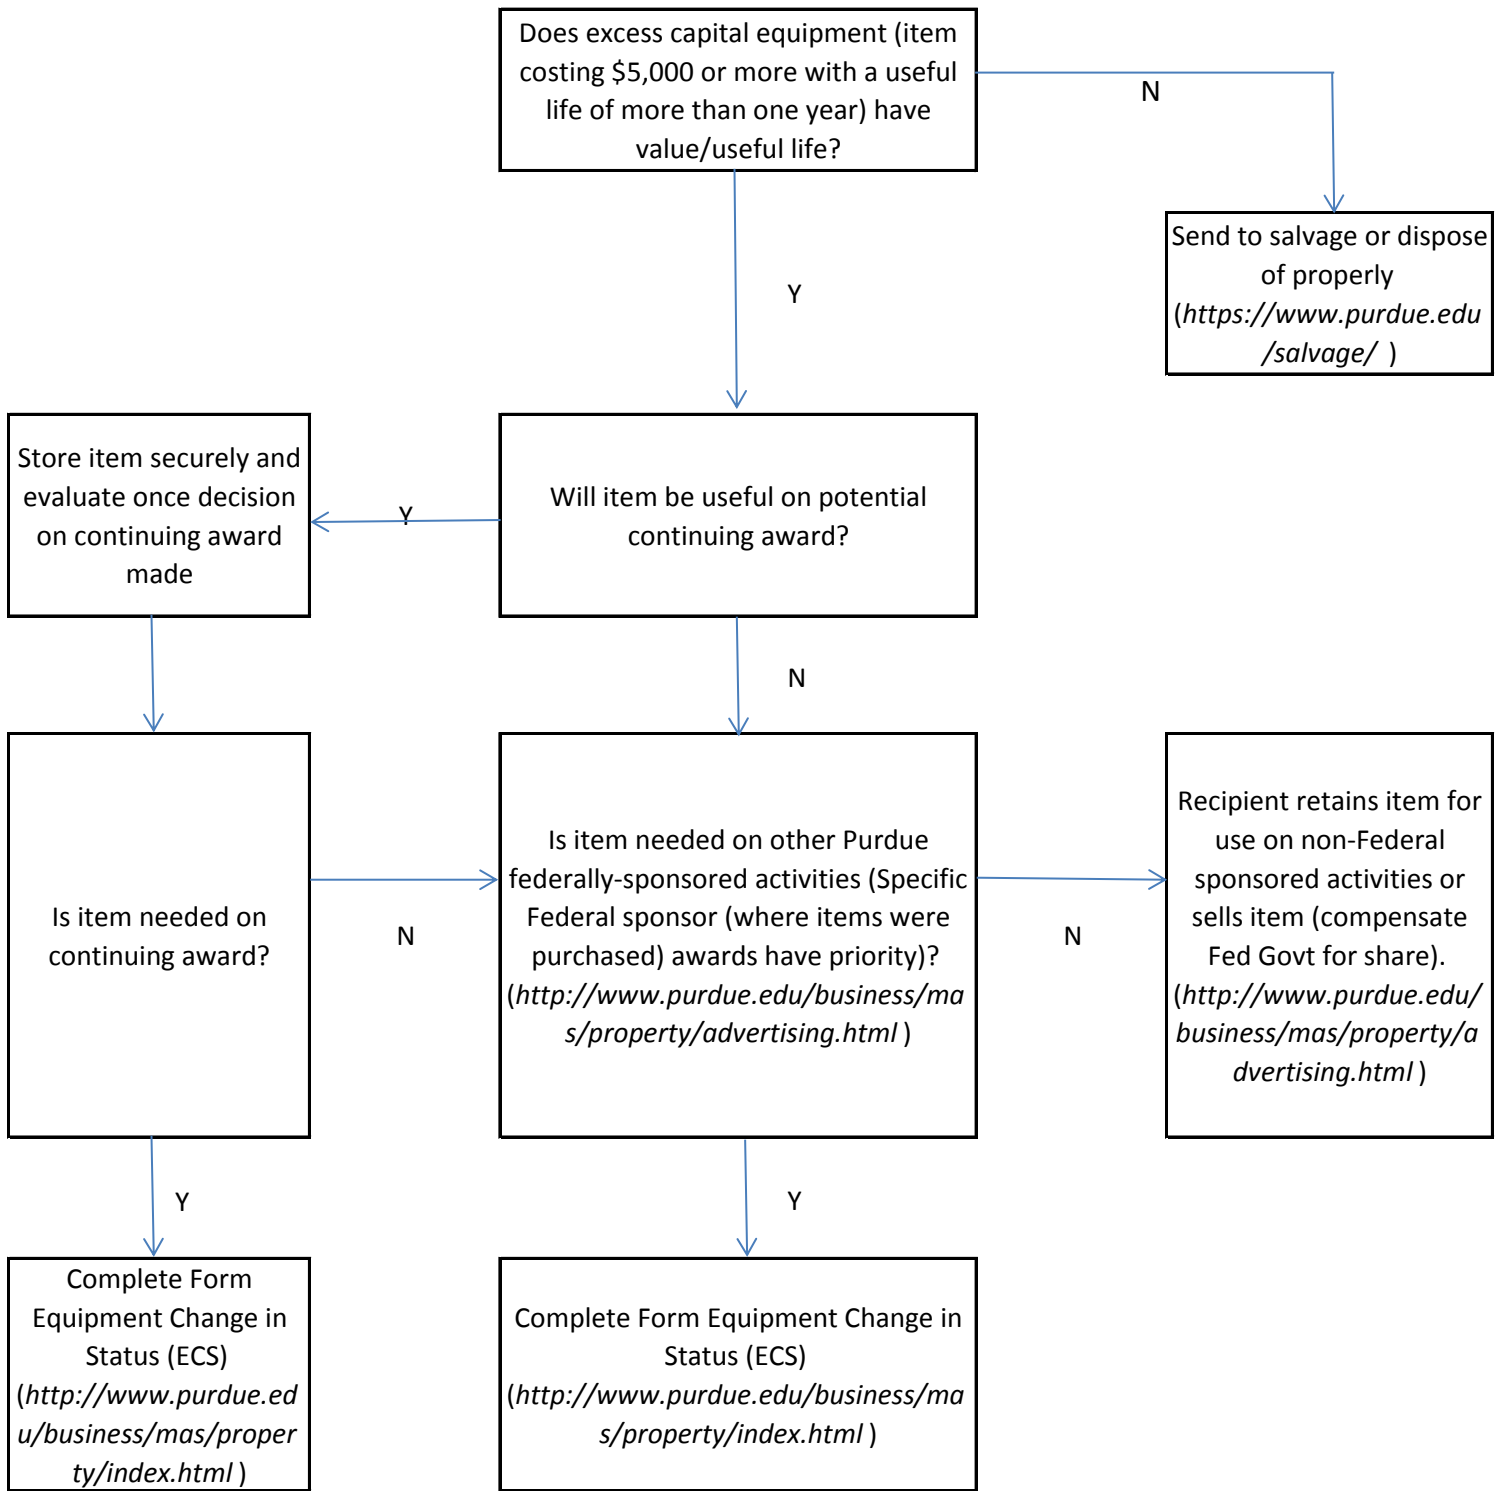 Does excess capital equipment (item
costing $5,000 or more with a useful
life of more than one year) have
value/useful life?
N
Send to salvage or dispose
of properly
(https://www.purdue.edu
/salvage/ )
Y
Store item securely and
evaluate once decision
on continuing award
made
Y
Will item be useful on potential
continuing award?
N
Is item needed on
continuing award?
N
Is item needed on other Purdue
federally-sponsored activities (Specific
Federal sponsor (where items were
purchased) awards have priority)?
(http://www.purdue.edu/business/ma
s/property/advertising.html )
N
Recipient retains item for
use on non-Federal
sponsored activities or
sells item (compensate
Fed Govt for share).
(http://www.purdue.edu/
business/mas/property/a
dvertising.html )
Y
Y
Complete Form
Equipment Change in
Status (ECS)
(http://www.purdue.ed
u/business/mas/proper
ty/index.html )
Complete Form Equipment Change in
Status (ECS)
(http://www.purdue.edu/business/ma
s/property/index.html )